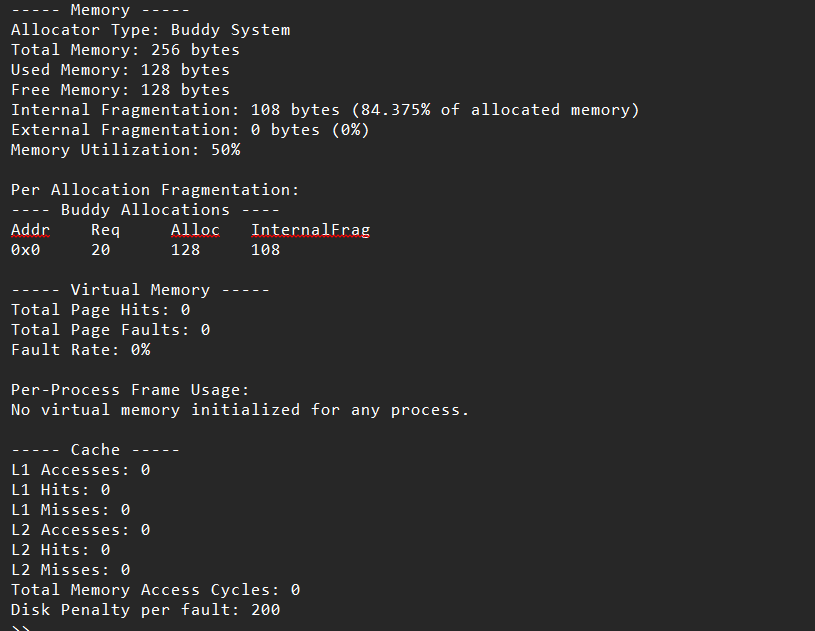 ----- Memory -----
Allocator Type: Buddy System
Total Memory: 256 bytes
Used Memory: 128 bytes
Free Memory: 128 bytes
Internal Fragmentation: 108 bytes (84.375% of allocated memory)
External Fragmentation: 0 bytes (0%)
Memory Utilization: 50%
Per Allocation Fragmentation:
---- Buddy Allocations ----
Addr    Req     Alloc   InternalFrag
0x0     20      128     108
----- Virtual Memory -----
Total Page Hits: 0
Total Page Faults: 0
Fault Rate: 0%
Per-Process Frame Usage:
No virtual memory initialized for any process.
----- Cache -----
L1 Accesses: 0
L1 Hits: 0
L1 Misses: 0
L2 Accesses: 0
L2 Hits: 0
L2 Misses: 0
Total Memory Access Cycles: 0
Disk Penalty per fault: 200
>>